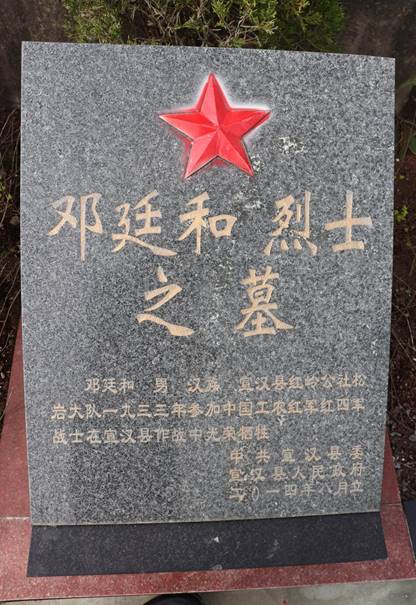 邓廷和 烈士
之 墓
邓廷和 男 汉族 宣汉县红岭公社松
岩大队一九三三年参加中国工农红军红四军
战士在宣汉县作战中光荣牺牲
中共宣汉县委
宣汉县人民政府
二〇一四年八月立